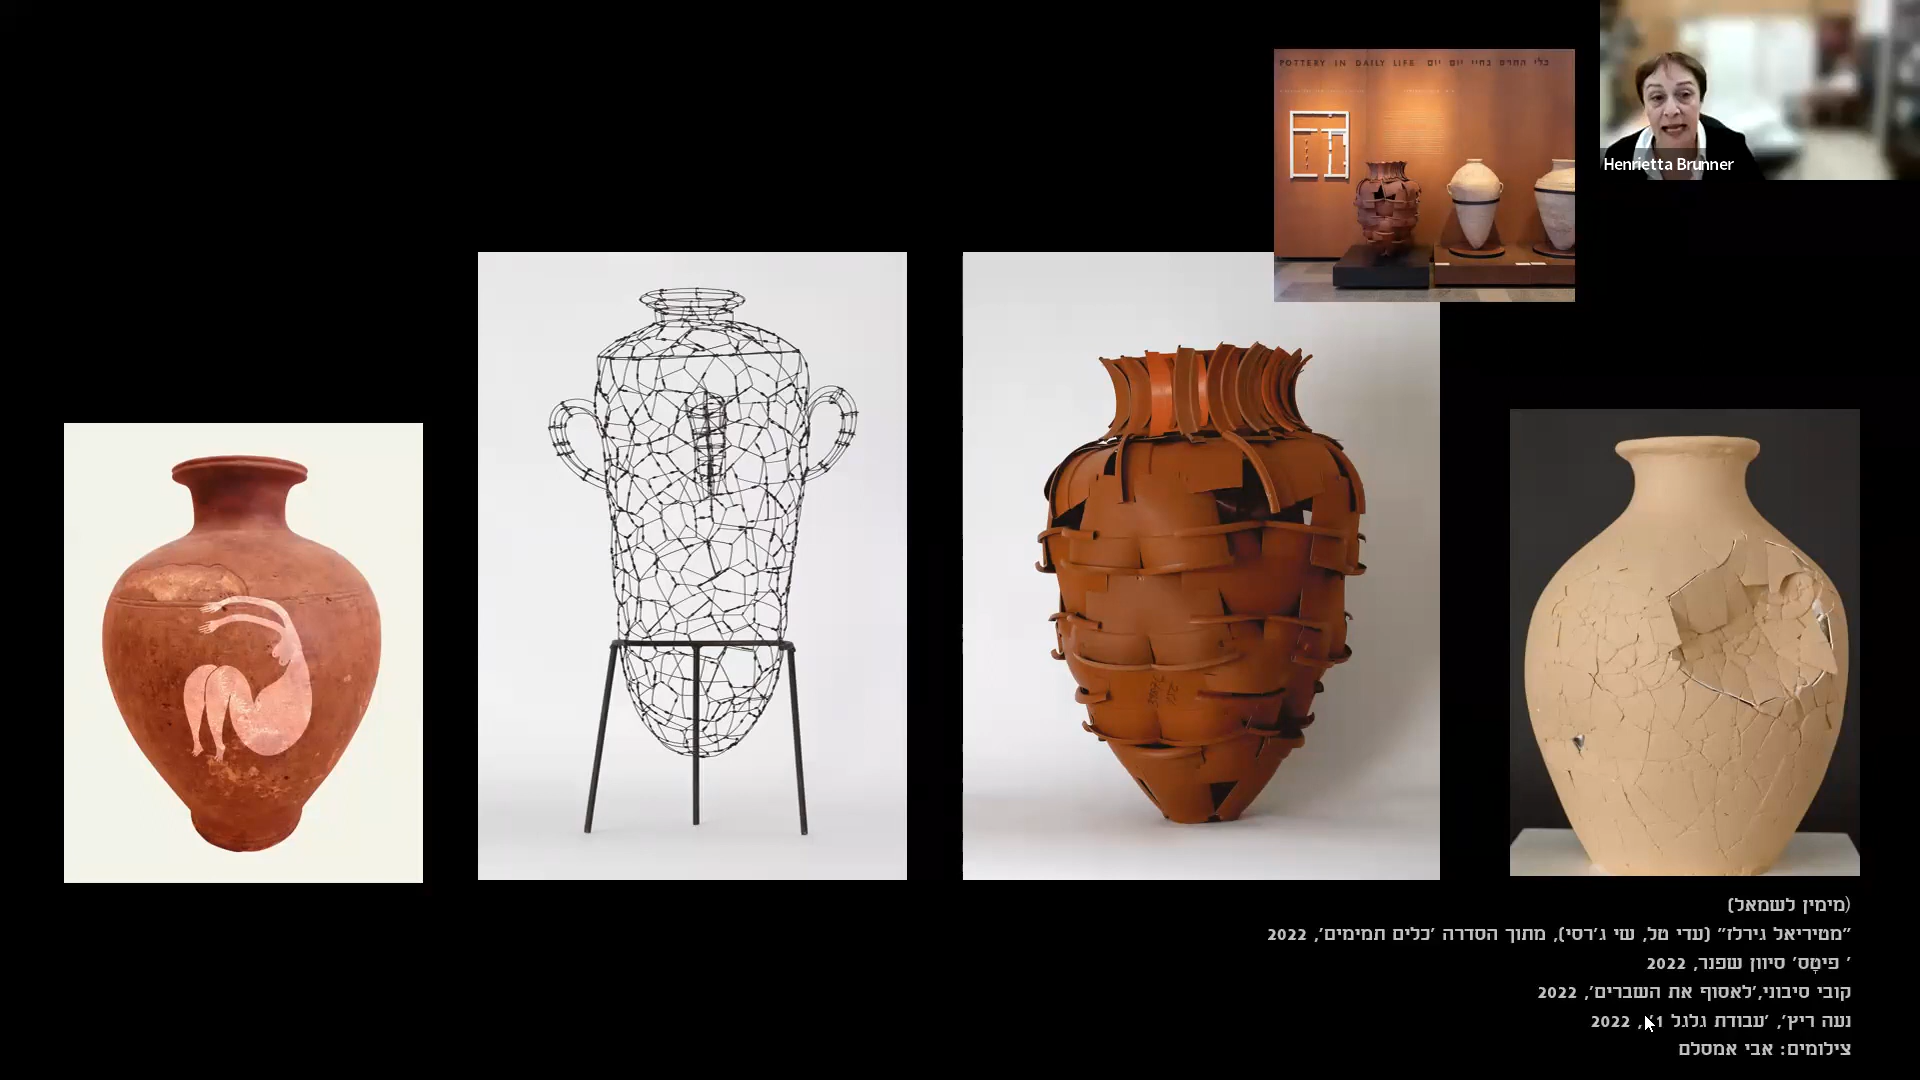 POTTERY IN DAILY LIFE כלי החרס בחיי יום יום
Henrietta Brunner
(מימין לשמאל)
"מטיריאל גירלז" (עדי טל, שי ג'רסי), מתוך הסדרה 'כלים תמימים', 2022
' פיטָס' סיוון שפנר, 2022
קובי סיבוני,'לאסוף את השברים', 2022
נעה ריץ', 'עבודת גלגל 1', 2022
צילומים: אבי אמסלם